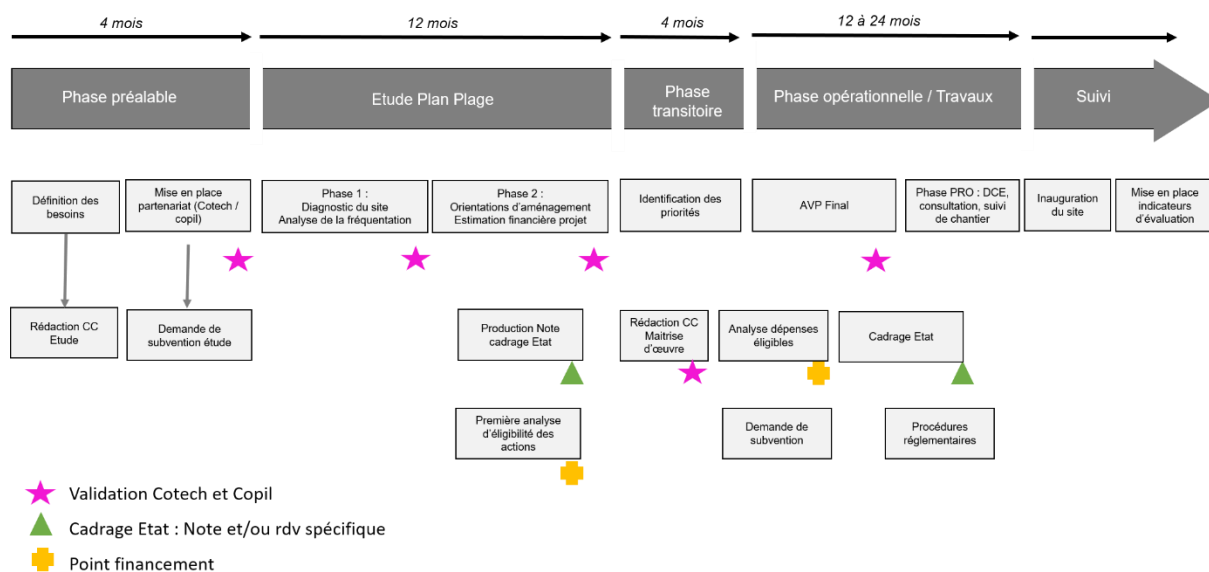 4 mois
12 mois
4 mois
12 à 24 mois
Phase préalable
Etude Plan Plage
Phase
transitoire
Phase opérationnelle / Travaux
Suivi
Définition des
besoins
Mise en place
partenariat (Cotech /
copil)
Phase 1 :
Diagnostic du site
Analyse de la fréquentation
Phase 2 :
Orientations d'aménagement
Estimation financière projet
Identification des
priorités
AVP Final
Phase PRO : DCE,
consultation, suivi
de chantier
Inauguration
du site
Mise en place
indicateurs
d'évaluation
Rédaction CC
Etude
Demande de
subvention étude
Production Note
cadrage Etat
Rédaction CC
Maitrise
d'œuvre
Analyse dépenses
éligibles
Cadrage Etat
Première analyse
d'éligibilité des
actions
Demande de
subvention
Procédures
réglementaires
Validation Cotech et Copil
Cadrage Etat : Note et/ou rdv spécifique
Point financement